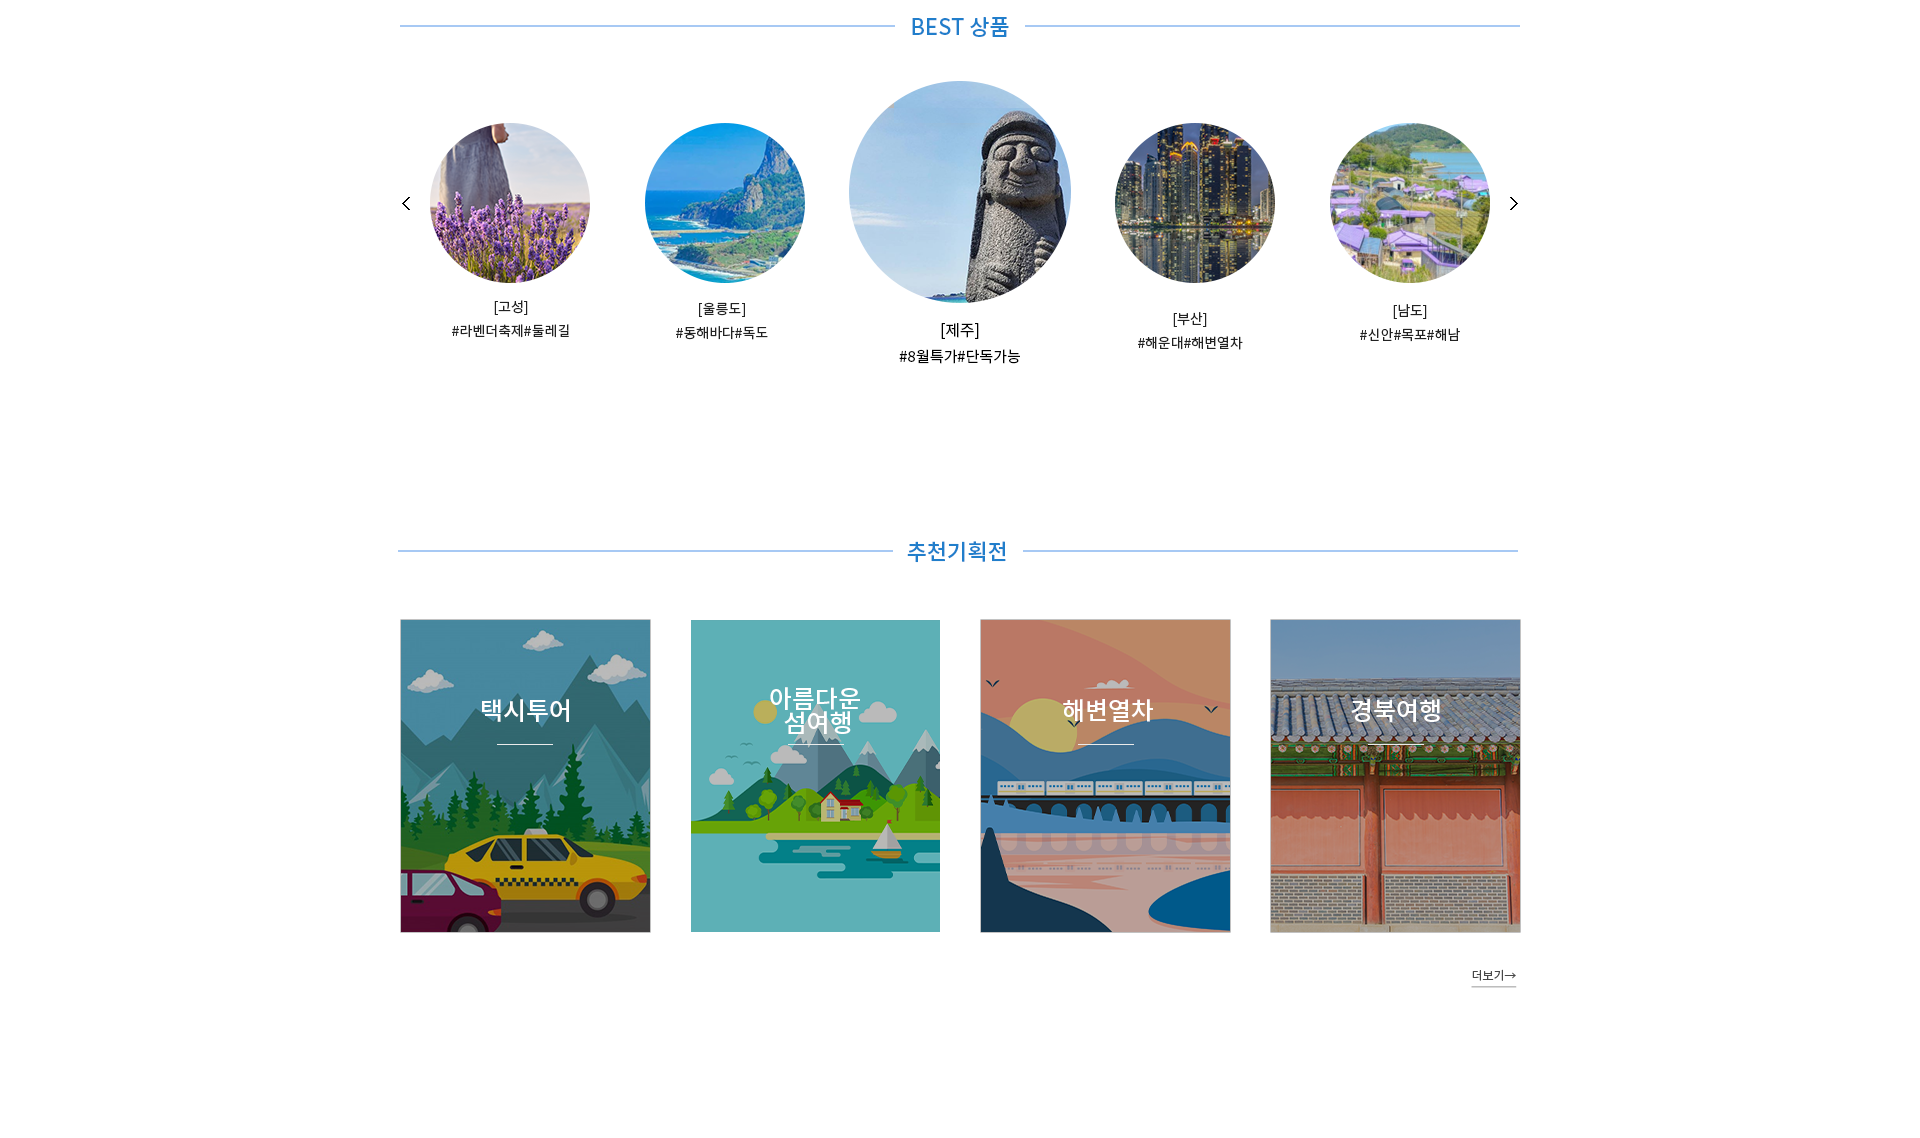 BEST 상품
[고성]
#라벤더축제#둘레길
[울릉도]
#동해바다#독도
[제주]
#8월특가#단독가능
[부산]
#해운대#해변열차
[남도]
#신안#목포#해남
추천기획전
택시투어
아름다운
섬여행
해변열차
경북여행
더보기→